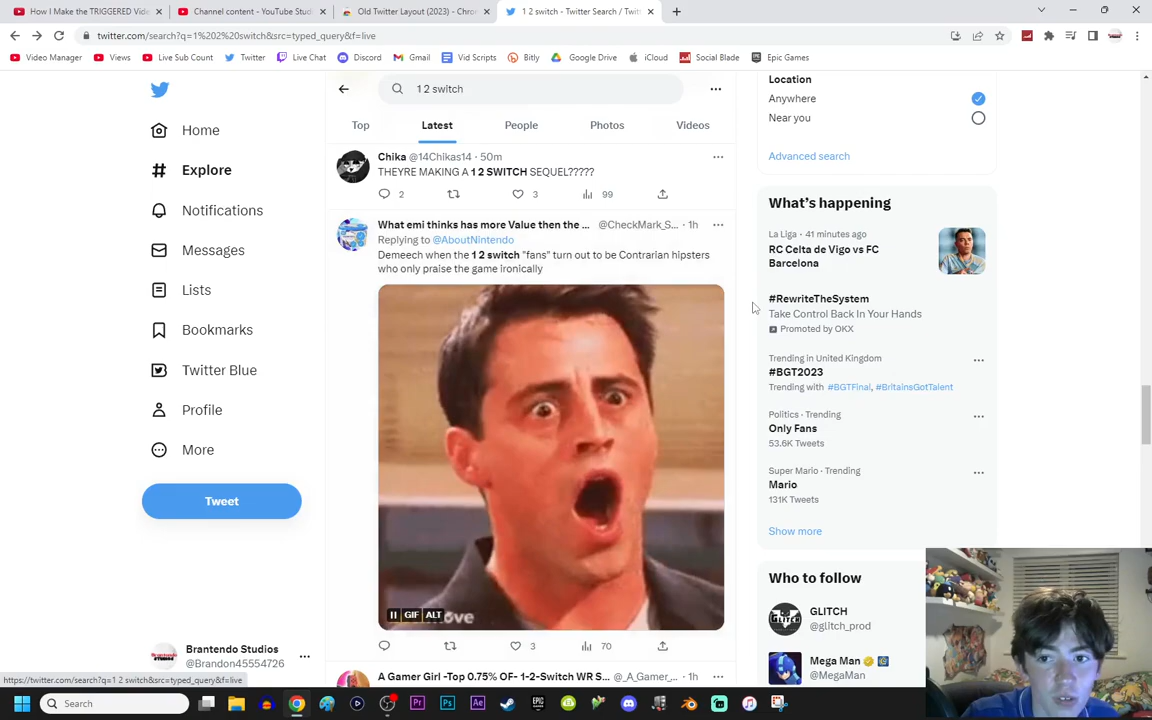 How I Make the TRIGGERED Vide
Channel content - YouTube Studi
Old Twitter Layout (2023) - Chro
1 2 switch - Twitter Search / Twitt
twitter.com/search?q=1%202%20switch&src=typed_query&f=live
Video Manager
Views
Live Sub Count
Twitter
Live Chat
Discord
Gmail
Vid Scripts
Bitly
Google Drive
iCloud
Social Blade
Epic Games
Home
Explore
Notifications
Messages
Lists
Bookmarks
Twitter Blue
Profile
More
Tweet
Brantendo Studios
@Brandon45554726
https://twitter.com/search?q=1 2 switch&src=typed_query&f=live
1 2 switch
Top Latest People Photos Videos
Chika @14Chikas14 · 50m
THEYRE MAKING A 1 2 SWITCH SEQUEL?????
2 3 99
What emi thinks has more Value then the ... @CheckMark_S... · 1h
Replying to @AboutNintendo
Demeech when the 1 2 switch "fans" turn out to be Contrarian hipsters
who only praise the game ironically
GIF ALT
3 70
A Gamer Girl -Top 0.75% OF- 1-2-Switch WR S... @_A_Gamer_... · 1h
Location
Anywhere
Near you
Advanced search
What's happening
La Liga · 41 minutes ago
RC Celta de Vigo vs FC
Barcelona
#RewriteTheSystem
Take Control Back In Your Hands
Promoted by OKX
Trending in United Kingdom
#BGT2023
Trending with #BGTFinal, #BritainsGotTalent
Politics · Trending
Only Fans
53.6K Tweets
Super Mario · Trending
Mario
131K Tweets
Show more
Who to follow
GLITCH
@glitch_prod
Mega Man
@MegaMan
Search